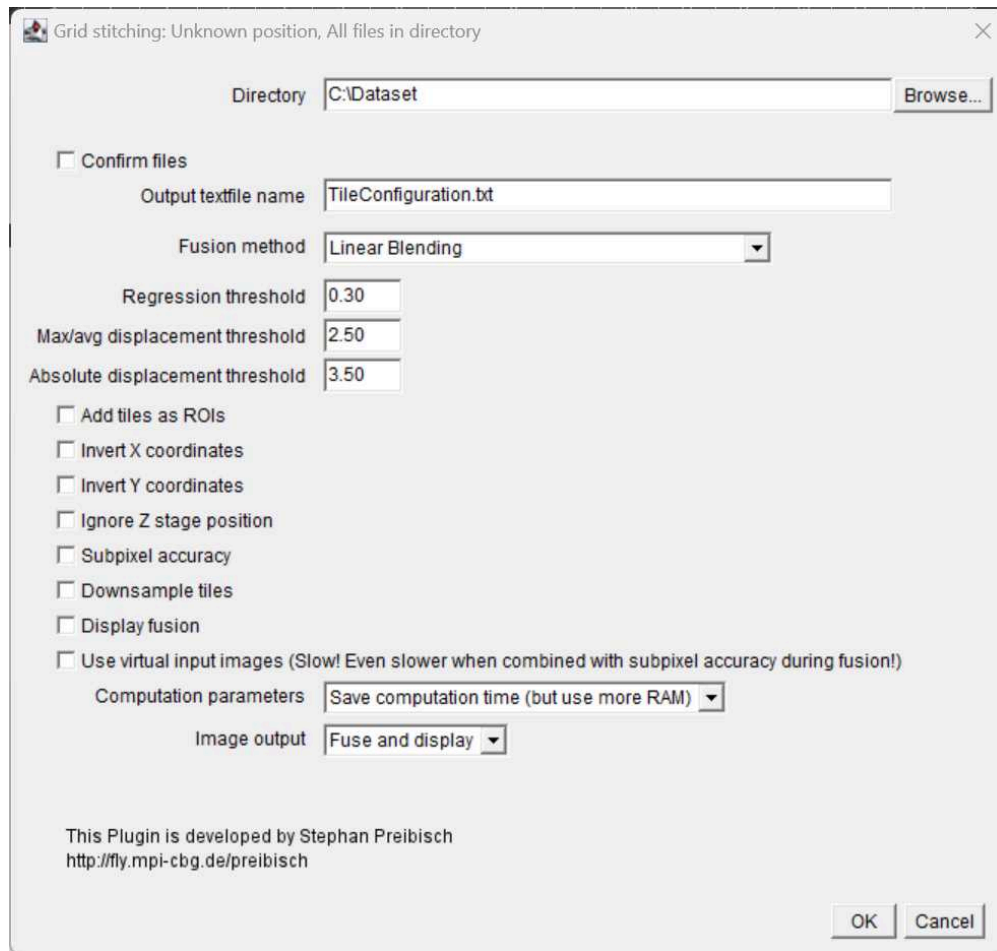 Grid stitching: Unknown position, All files in directory
Directory C:\Dataset Browse...
Confirm files
Output textfile name TileConfiguration.txt
Fusion method Linear Blending
Regression threshold 0.30
Max/avg displacement threshold 2.50
Absolute displacement threshold 3.50
Add tiles as ROIs
Invert X coordinates
Invert Y coordinates
Ignore Z stage position
Subpixel accuracy
Downsample tiles
Display fusion
Use virtual input images (Slow! Even slower when combined with subpixel accuracy during fusion!)
Computation parameters Save computation time (but use more RAM)
Image output Fuse and display
This Plugin is developed by Stephan Preibisch
http://fly.mpi-cbg.de/preibisch
OK Cancel